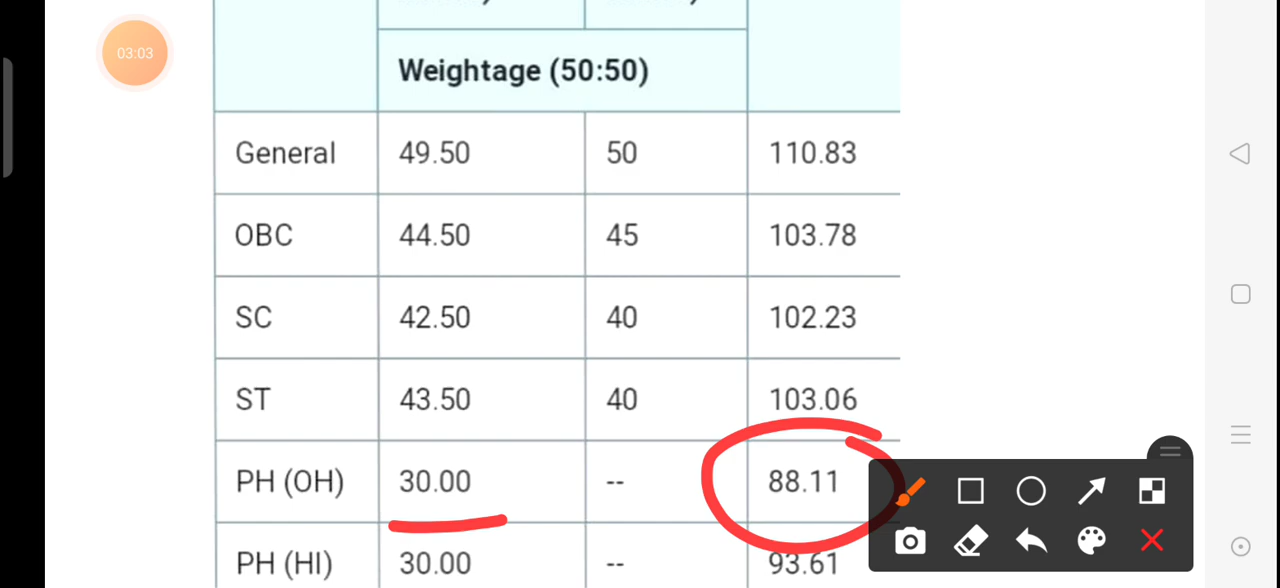 03:03
Weightage (50:50)
General 49.50 50 110.83
OBC 44.50 45 103.78
SC 42.50 40 102.23
ST 43.50 40 103.06
PH (OH) 30.00 -- 88.11
PH (HI) 30.00 -- 93.61